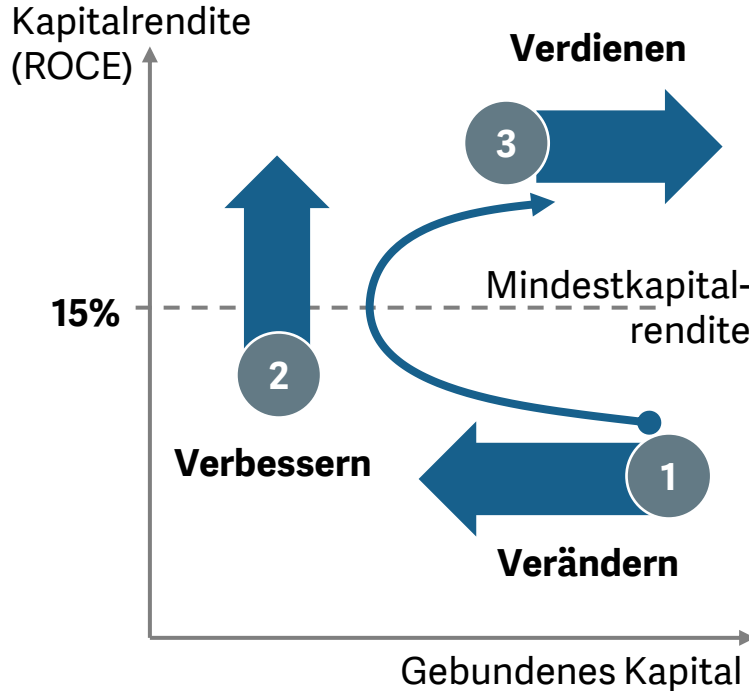 Kapitalrendite
(ROCE)
Verdienen
3
15%
Mindestkapital-
rendite
2
Verbessern
1
Verändern
Gebundenes Kapital